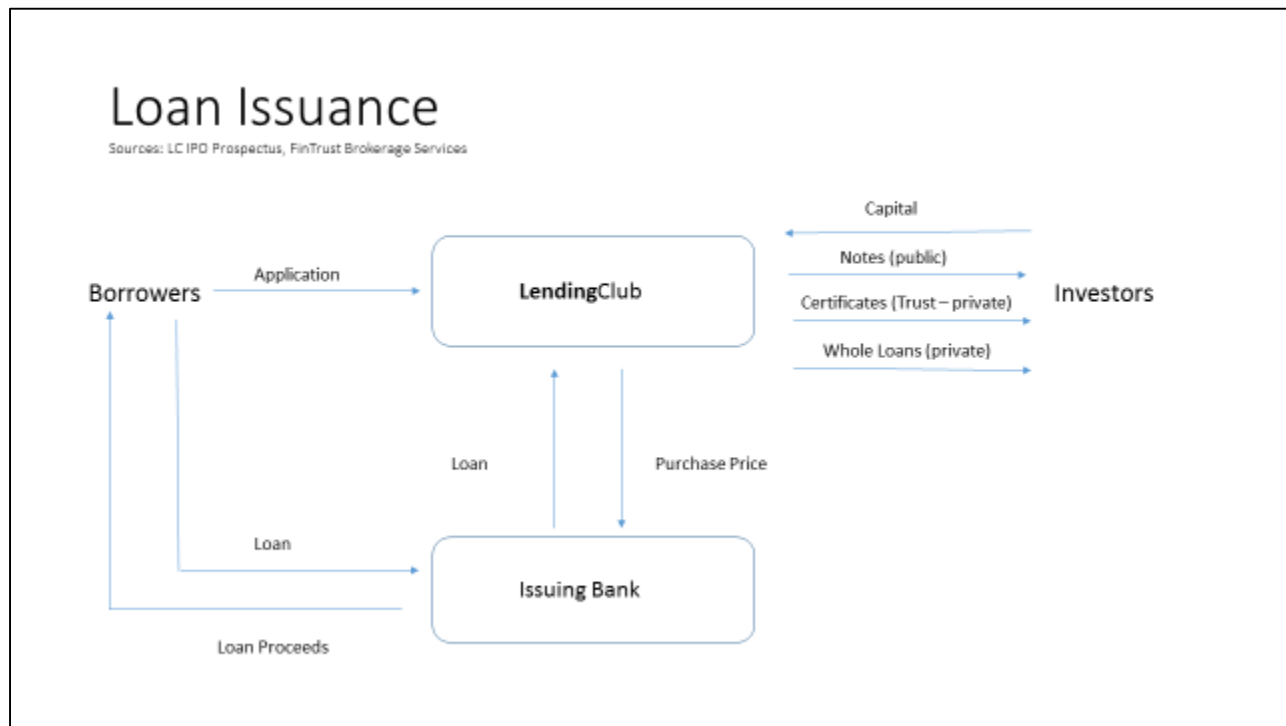 Loan Issuance
Sources: LC IPO Prospectus, FinTrust Brokerage Services
Capital
Notes (public)
Application
Borrowers
LendingClub
Certificates (Trust – private)
Investors
Whole Loans (private)
Loan
Purchase Price
Loan
Issuing Bank
Loan Proceeds